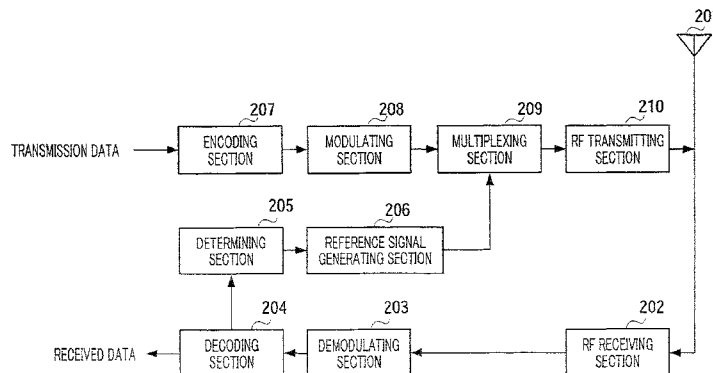 20
207
208
209
210
TRANSMISSION DATA
ENCODING
SECTION
MODULATING
SECTION
MULTIPLEXING
SECTION
RF TRANSMITTING
SECTION
205
206
DETERMINING
SECTION
REFERENCE SIGNAL
GENERATING SECTION
204
203
202
RECEIVED DATA
DECODING
SECTION
DEMODULATING
SECTION
RF RECEIVING
SECTION